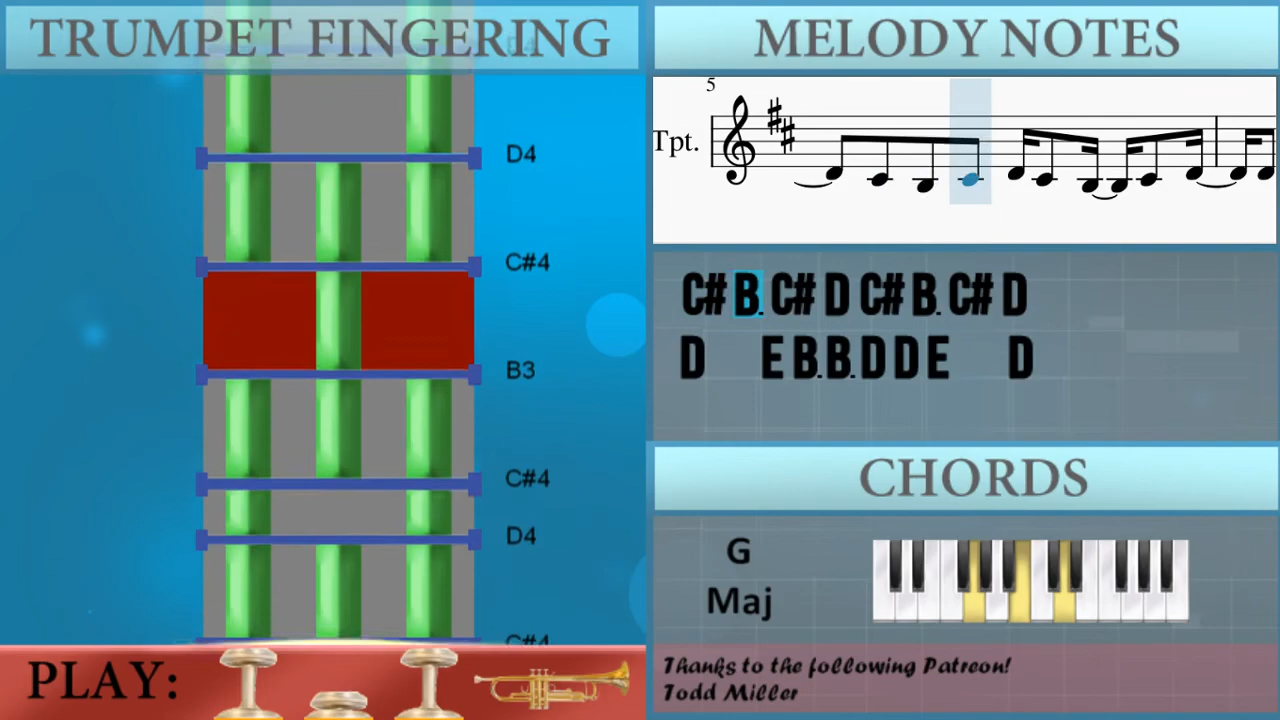 TRUMPET FINGERING
D4
C#4
B3
C#4
D4
C#4
PLAY:
MELODY NOTES
5
Tpt.
C# B. C# D C# B. C# D
D E B. B. D D E D
CHORDS
G
Maj
Thanks to the following Patreon!
Todd Miller